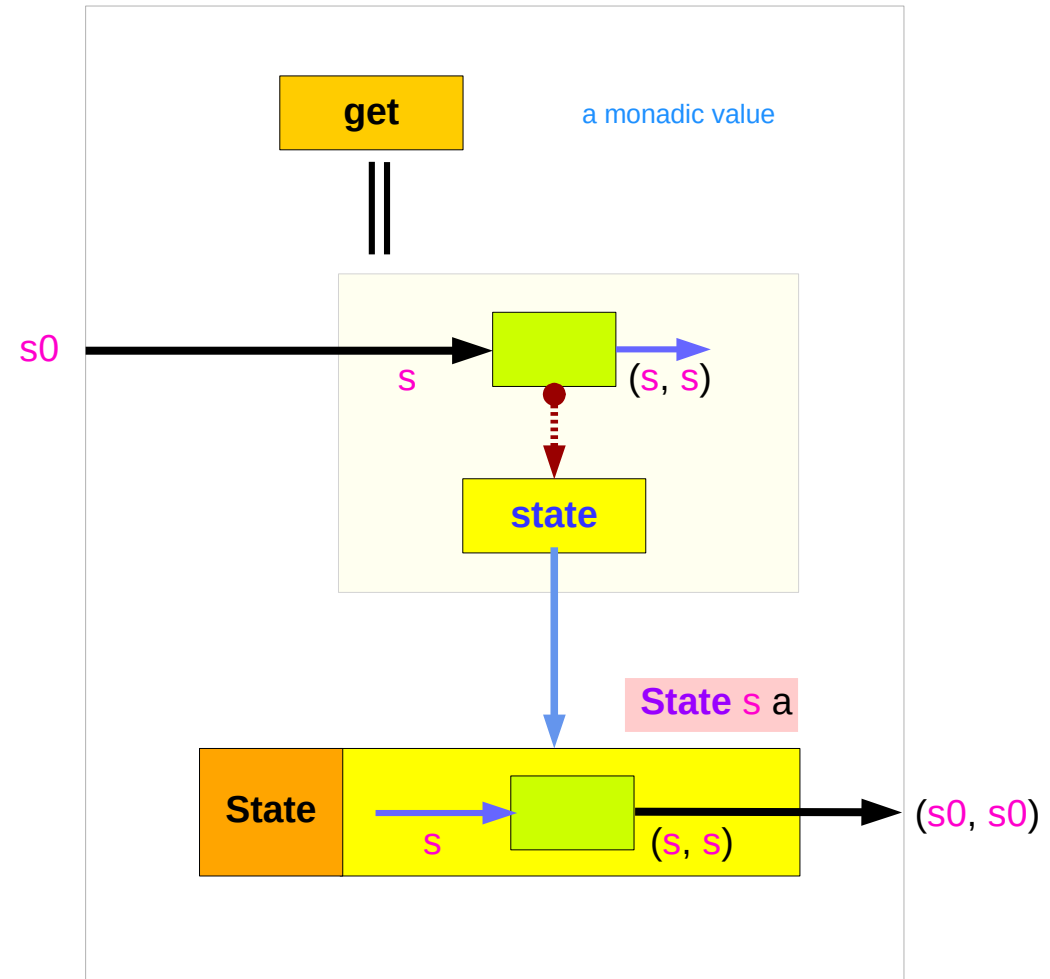 get
a monadic value
s0
s
(s, s)
state
State s a
State
s
(s, s)
(s0, s0)